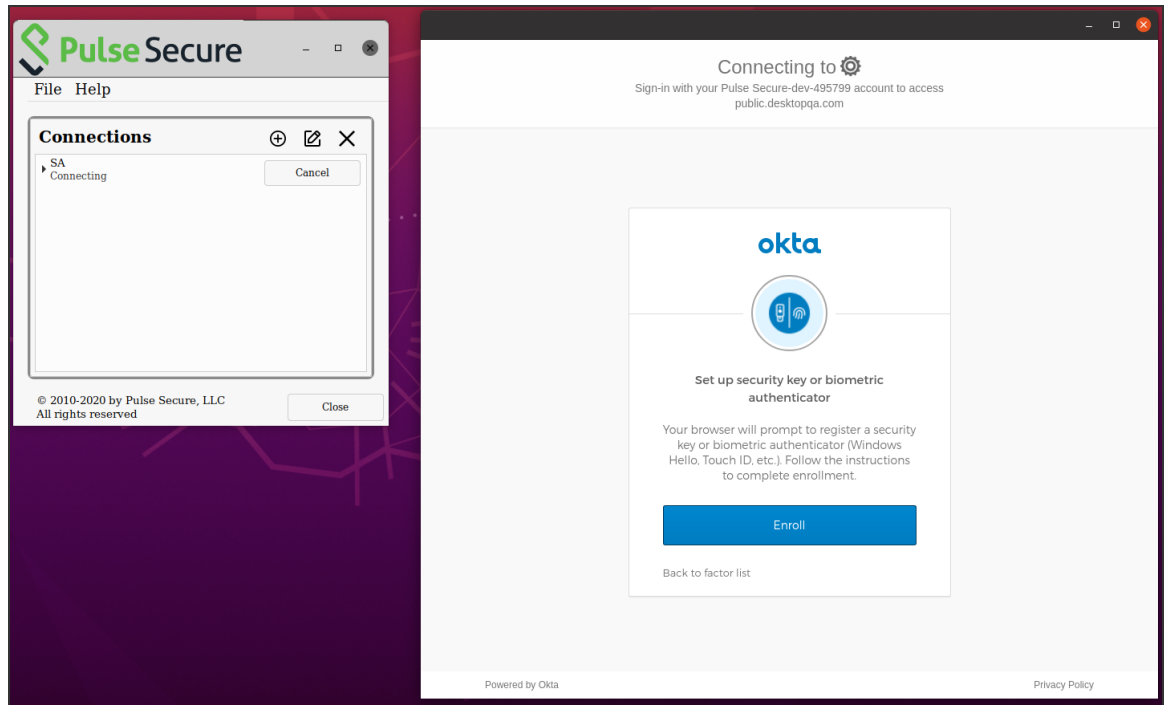 Pulse Secure
File Help
Connections
SA
Connecting
Cancel
© 2010-2020 by Pulse Secure, LLC
All rights reserved
Close
Connecting to
Sign-in with your Pulse Secure-dev-495799 account to access
public.desktopqa.com
okta
Set up security key or biometric
authenticator
Your browser will prompt to register a security
key or biometric authenticator (Windows
Hello, Touch ID, etc.). Follow the instructions
to complete enrollment.
Enroll
Back to factor list
Powered by Okta
Privacy Policy